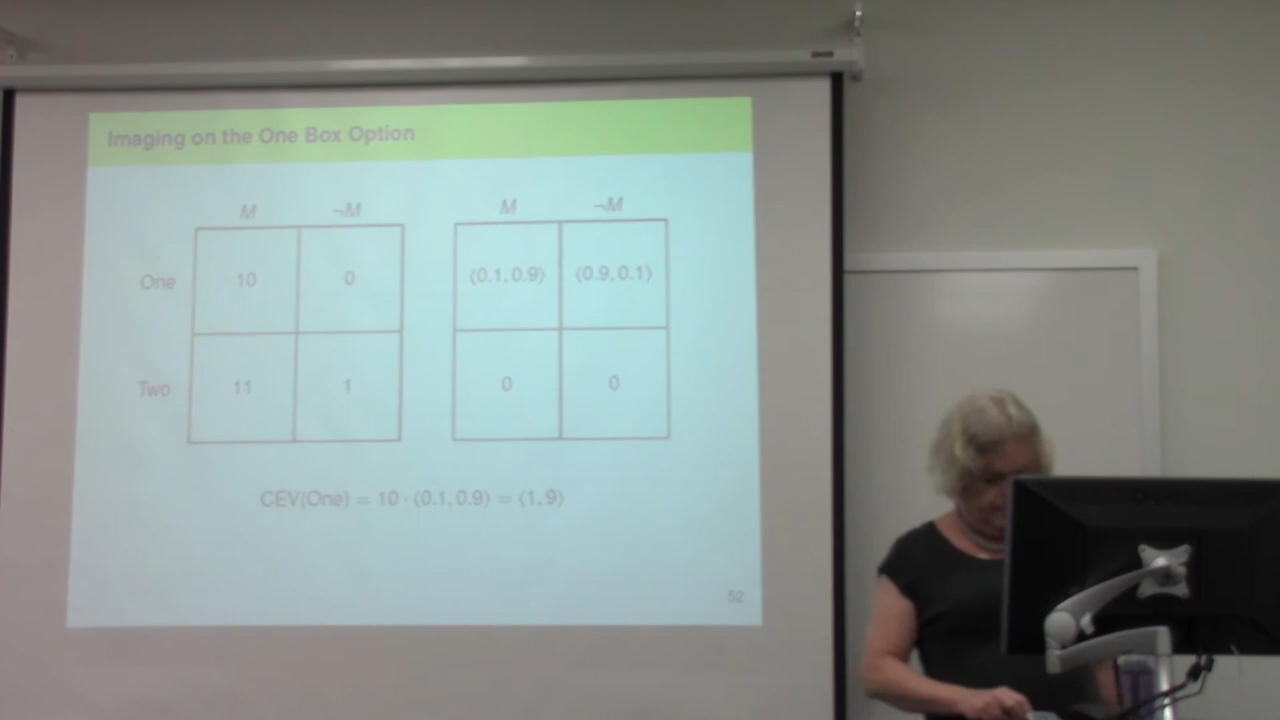 Imaging on the One Box Option
M ¬M M ¬M
One 10 0 (0.1, 0.9) (0.9, 0.1)
Two 11 1 0 0
CEV(One) = 10 · (0.1, 0.9) = (1, 9)
52